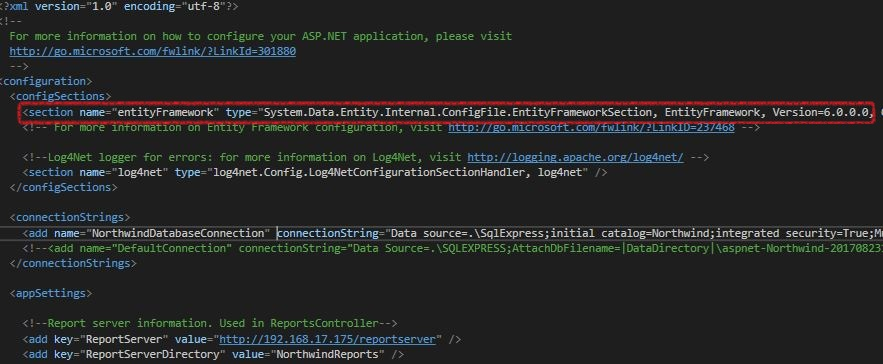 <?xml version="1.0" encoding="utf-8"?>
<!--
For more information on how to configure your ASP.NET application, please visit
http://go.microsoft.com/fwlink/?LinkId=301880
-->
<configuration>
<configSections>
<section name="entityFramework" type="System.Data.Entity.Internal.ConfigFile.EntityFrameworkSection, EntityFramework, Version=6.0.0.0,
<!-- For more information on Entity Framework configuration, visit http://go.microsoft.com/fwlink/?LinkID=237468 -->
<!--Log4Net logger for errors: for more information on Log4Net, visit http://logging.apache.org/log4net/ -->
<section name="log4net" type="log4net.Config.Log4NetConfigurationSectionHandler, log4net" />
</configSections>
<connectionStrings>
<add name="NorthwindDatabaseConnection" connectionString="Data source=.\SqlExpress;initial catalog=Northwind;integrated security=True;
<!--<add name="DefaultConnection" connectionString="Data Source=.\SQLEXPRESS;AttachDbFilename=|DataDirectory|\aspnet-Northwind-201708231
</connectionStrings>
<appSettings>
<!--Report server information. Used in ReportsController-->
<add key="ReportServer" value="http://192.168.17.175/reportserver" />
<add key="ReportServerDirectory" value="NorthwindReports" />